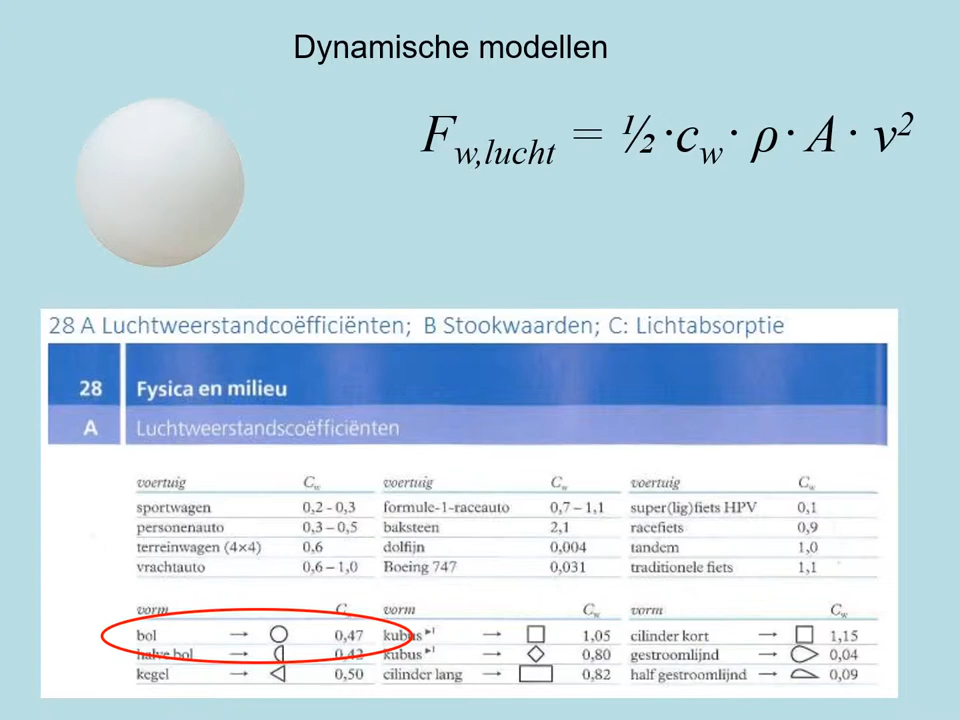 Dynamische modellen
F_w,lucht = ½·c_w· ρ· A· v²
28 A Luchtweerstandcoëfficiënten; B Stookwaarden; C: Lichtabsorptie
28 Fysica en milieu
A Luchtweerstandscoëfficiënten
voertuig C_w voertuig C_w voertuig C_w
sportwagen 0,2 - 0,3 formule-1-raceauto 0,7 – 1,1 super(lig)fiets HPV 0,1
personenauto 0,3 – 0,5 baksteen 2,1 racefiets 0,9
terreinwagen (4×4) 0,6 dolfijn 0,004 tandem 1,0
vrachtauto 0,6 – 1,0 Boeing 747 0,031 traditionele fiets 1,1
vorm C vorm C_w vorm C_w
bol → 0,47 kubus ▸1 → 1,05 cilinder kort → 1,15
halve bol → 0,42 kubus ▸1 → 0,80 gestroomlijnd → 0,04
kegel → 0,50 cilinder lang → 0,82 half gestroomlijnd → 0,09